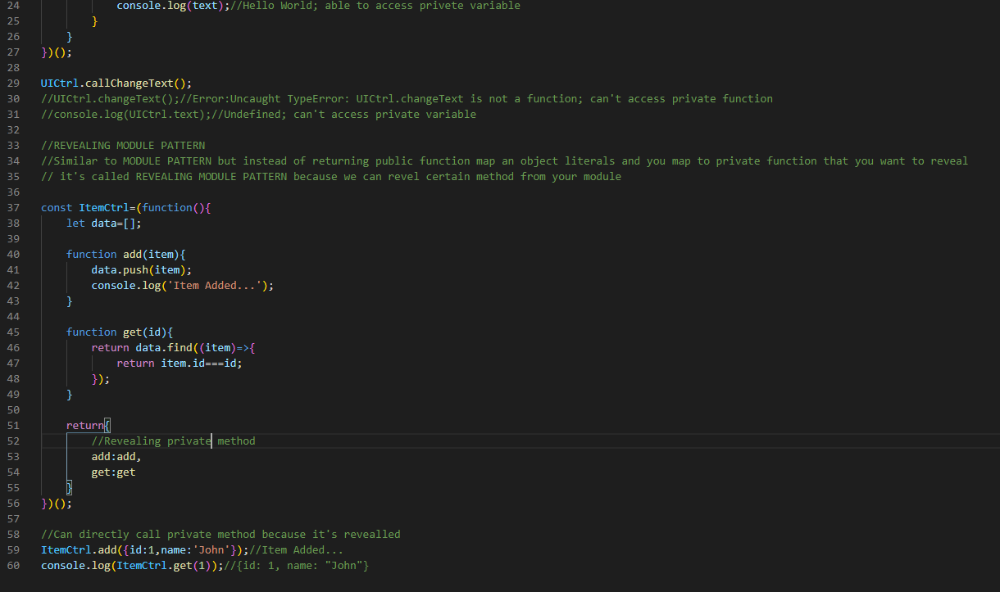 24 console.log(text);//Hello World; able to access privete variable
25 }
26 }
27 })();
28
29 UICtrl.callChangeText();
30 //UICtrl.changeText();//Error:Uncaught TypeError: UICtrl.changeText is not a function; can't access private function
31 //console.log(UICtrl.text);//Undefined; can't access private variable
32
33 //REVEALING MODULE PATTERN
34 //Similar to MODULE PATTERN but instead of returning public function map an object literals and you map to private function that you want to reveal
35 // it's called REVEALING MODULE PATTERN because we can revel certain method from your module
36
37 const ItemCtrl=(function(){
38 let data=[];
39
40 function add(item){
41 data.push(item);
42 console.log('Item Added...');
43 }
44
45 function get(id){
46 return data.find((item)=>{
47 return item.id===id;
48 });
49 }
50
51 return{
52 //Revealing private method
53 add:add,
54 get:get
55 }
56 })();
57
58 //Can directly call private method because it's revealled
59 ItemCtrl.add({id:1,name:'John'});//Item Added...
60 console.log(ItemCtrl.get(1));//{id: 1, name: "John"}